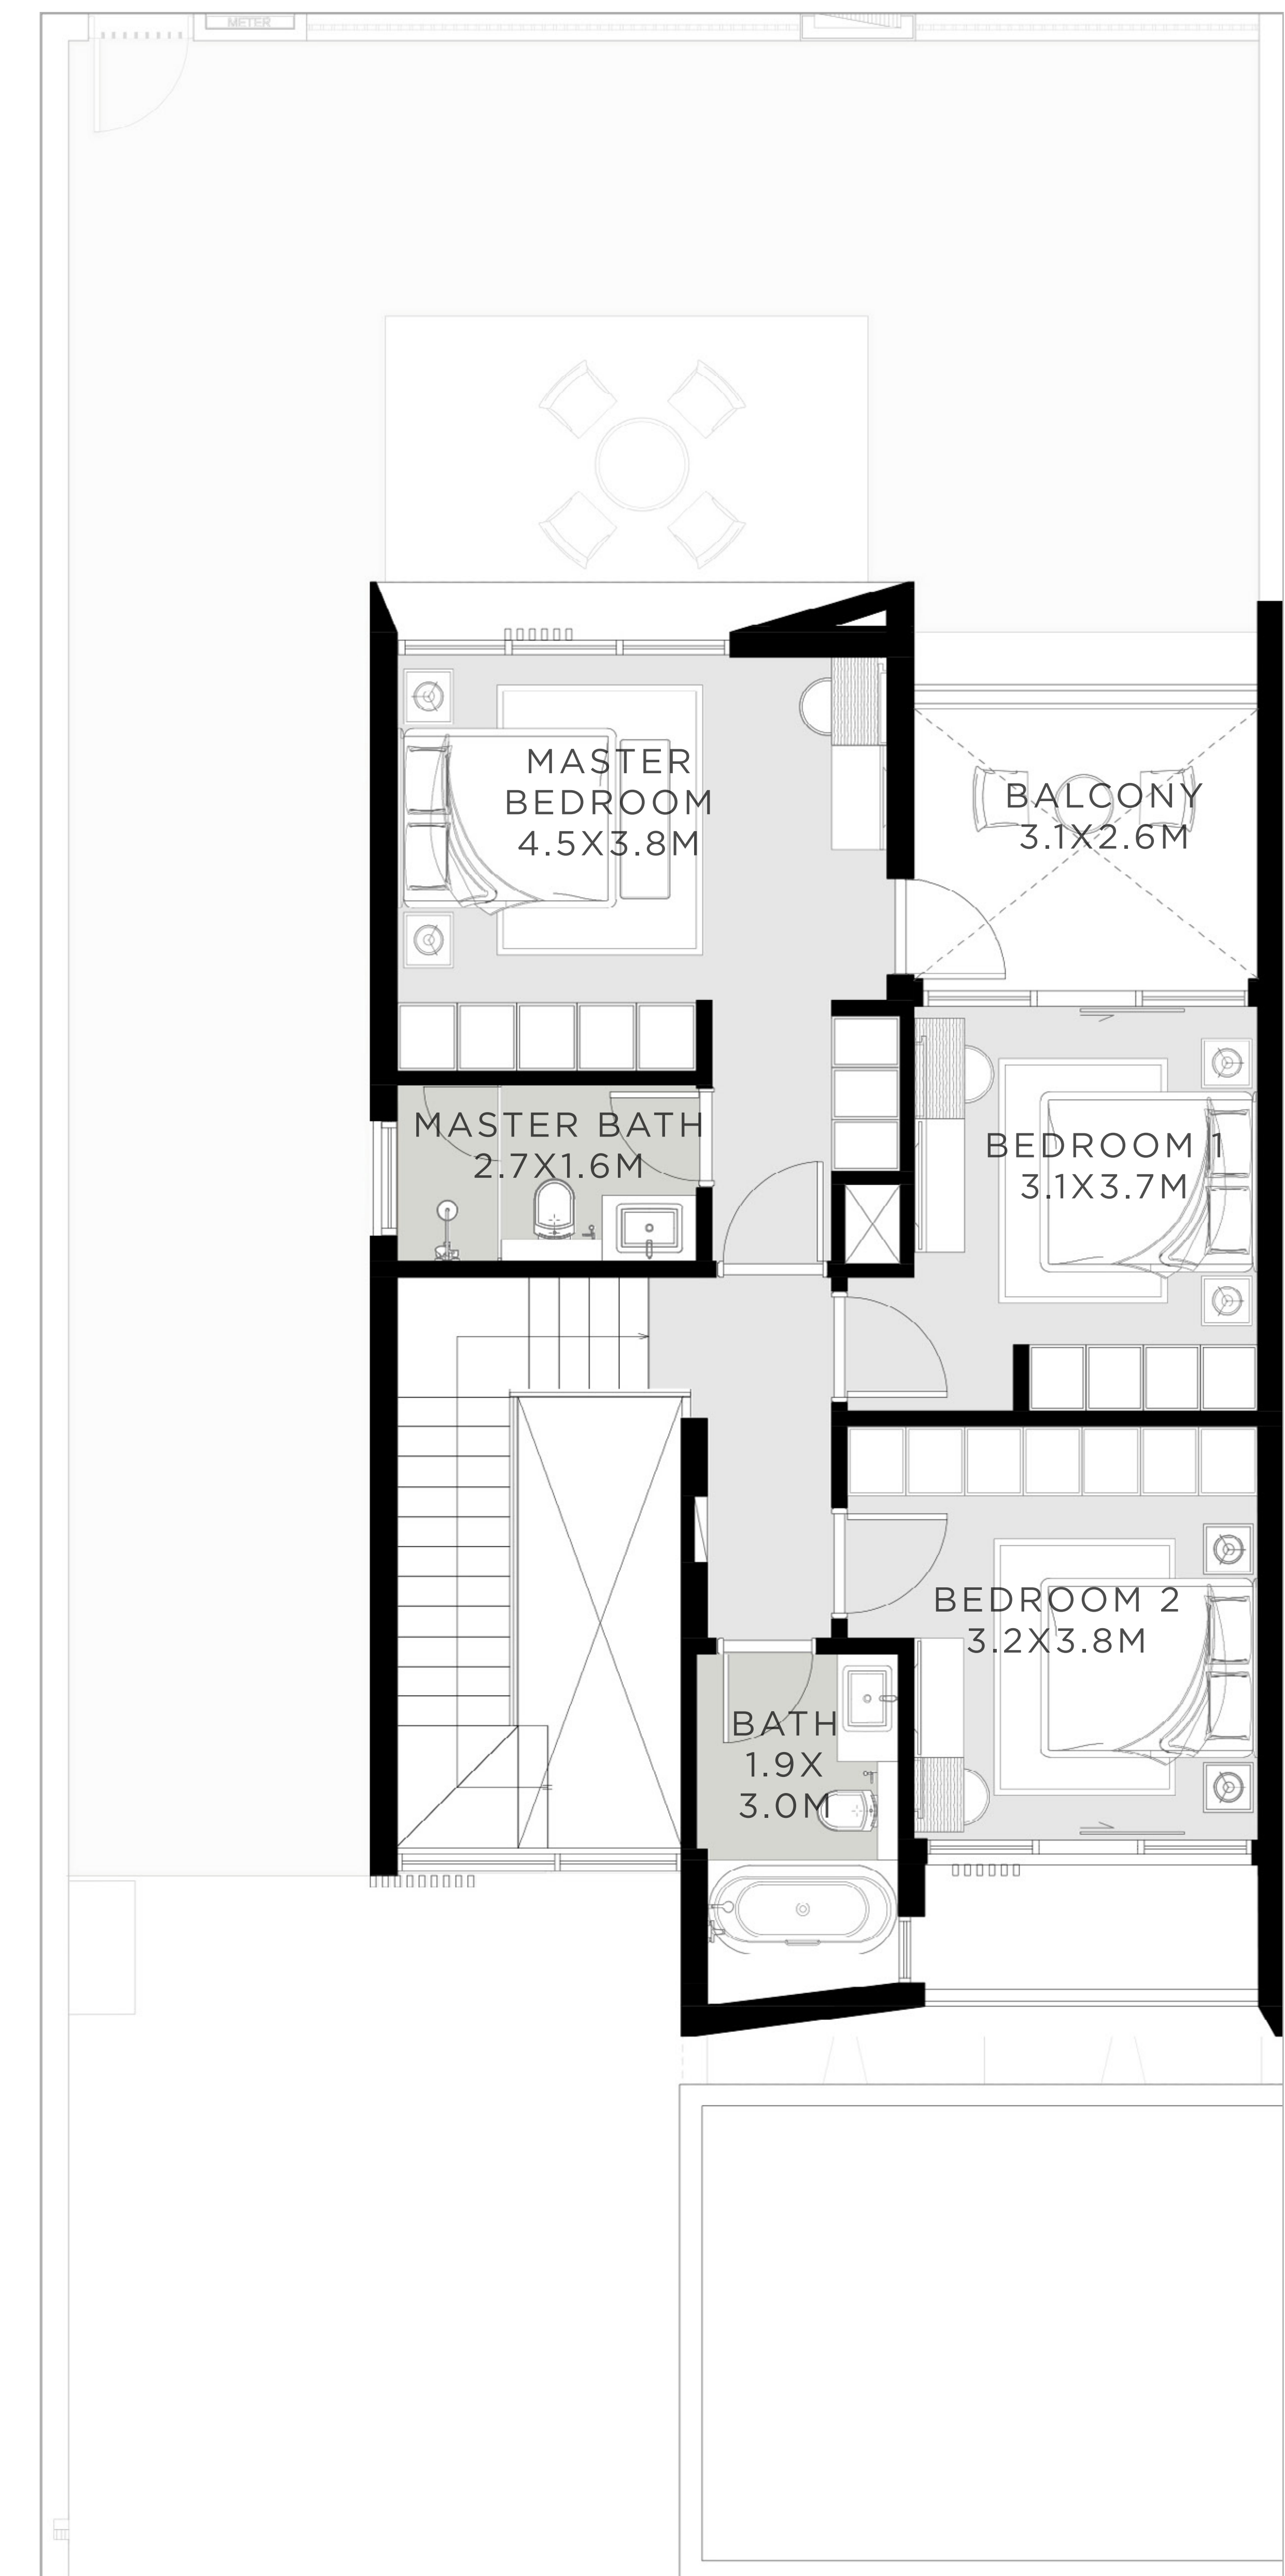 METER
MASTER
BEDROOM
4.5X3.8M
BALCONY
3.1X2.6M
MASTER BATH
2.7X1.6M
BEDROOM 1
3.1X3.7M
BEDROOM 2
3.2X3.8M
BATH
1.9X
3.0M